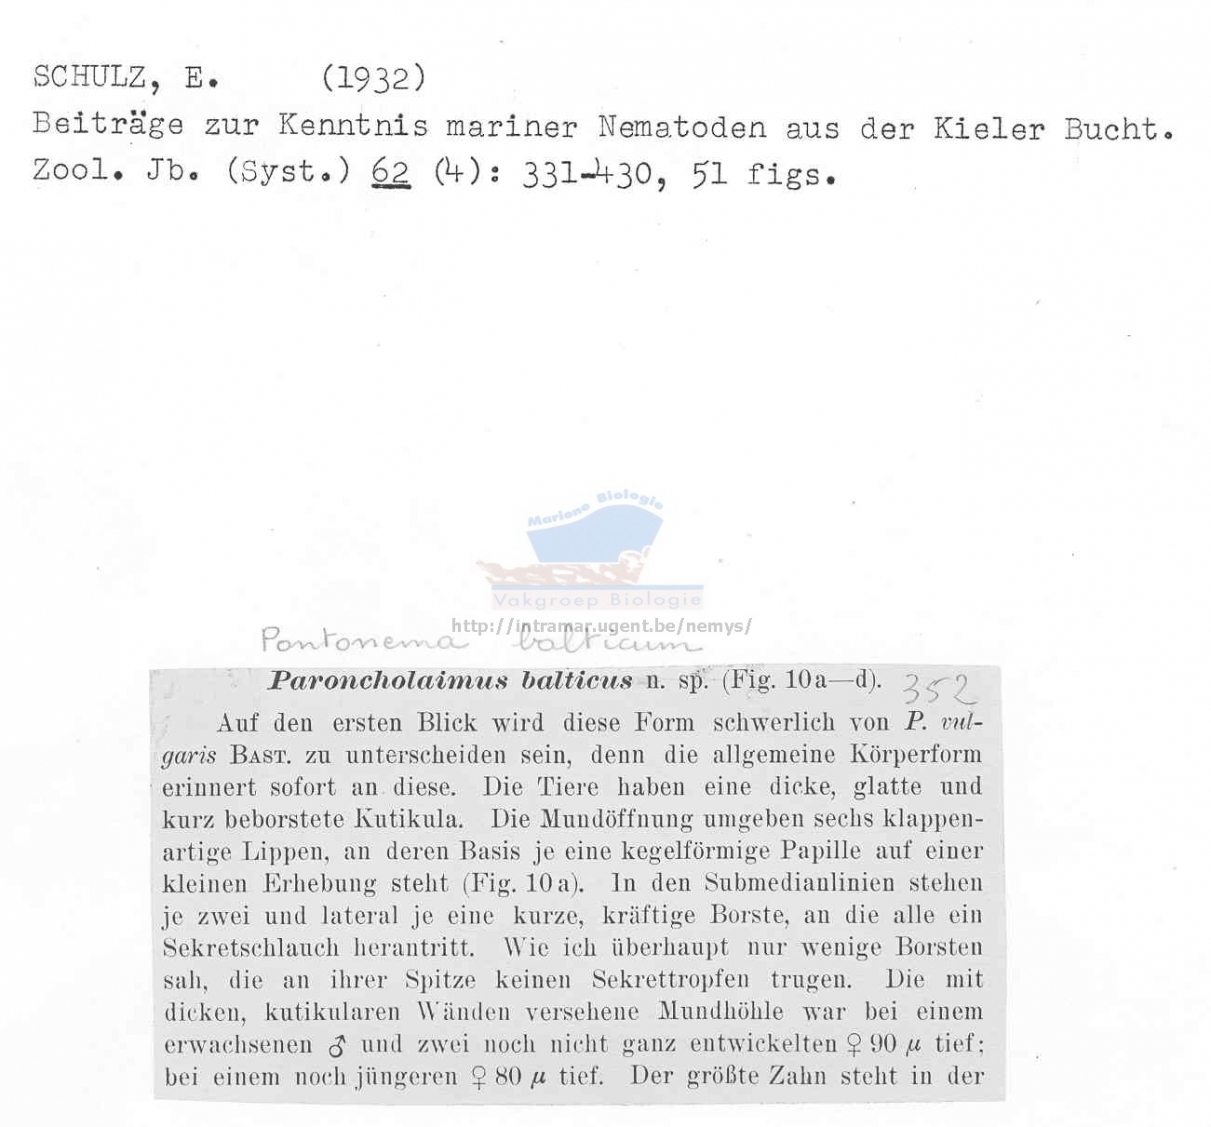 SCHULZ, E. (1932)
Beiträge zur Kenntnis mariner Nematoden aus der Kieler Bucht.
Zool. Jb. (Syst.) 62 (4): 331-430, 51 figs.
Mariene Biologie
Vakgroep Biologie
http://intramar.ugent.be/nemys/
Pontonema balticum
Paroncholaimus balticus n. sp. (Fig. 10a—d). 352
Auf den ersten Blick wird diese Form schwerlich von P. vul-
garis BAST. zu unterscheiden sein, denn die allgemeine Körperform
erinnert sofort an diese. Die Tiere haben eine dicke, glatte und
kurz beborstete Kutikula. Die Mundöffnung umgeben sechs klappen-
artige Lippen, an deren Basis je eine kegelförmige Papille auf einer
kleinen Erhebung steht (Fig. 10a). In den Submedianlinien stehen
je zwei und lateral je eine kurze, kräftige Borste, an die alle ein
Sekretschlauch herantritt. Wie ich überhaupt nur wenige Borsten
sah, die an ihrer Spitze keinen Sekrettropfen trugen. Die mit
dicken, kutikularen Wänden versehene Mundhöhle war bei einem
erwachsenen ♂ und zwei noch nicht ganz entwickelten ♀ 90 μ tief;
bei einem noch jüngeren ♀ 80 μ tief. Der größte Zahn steht in der